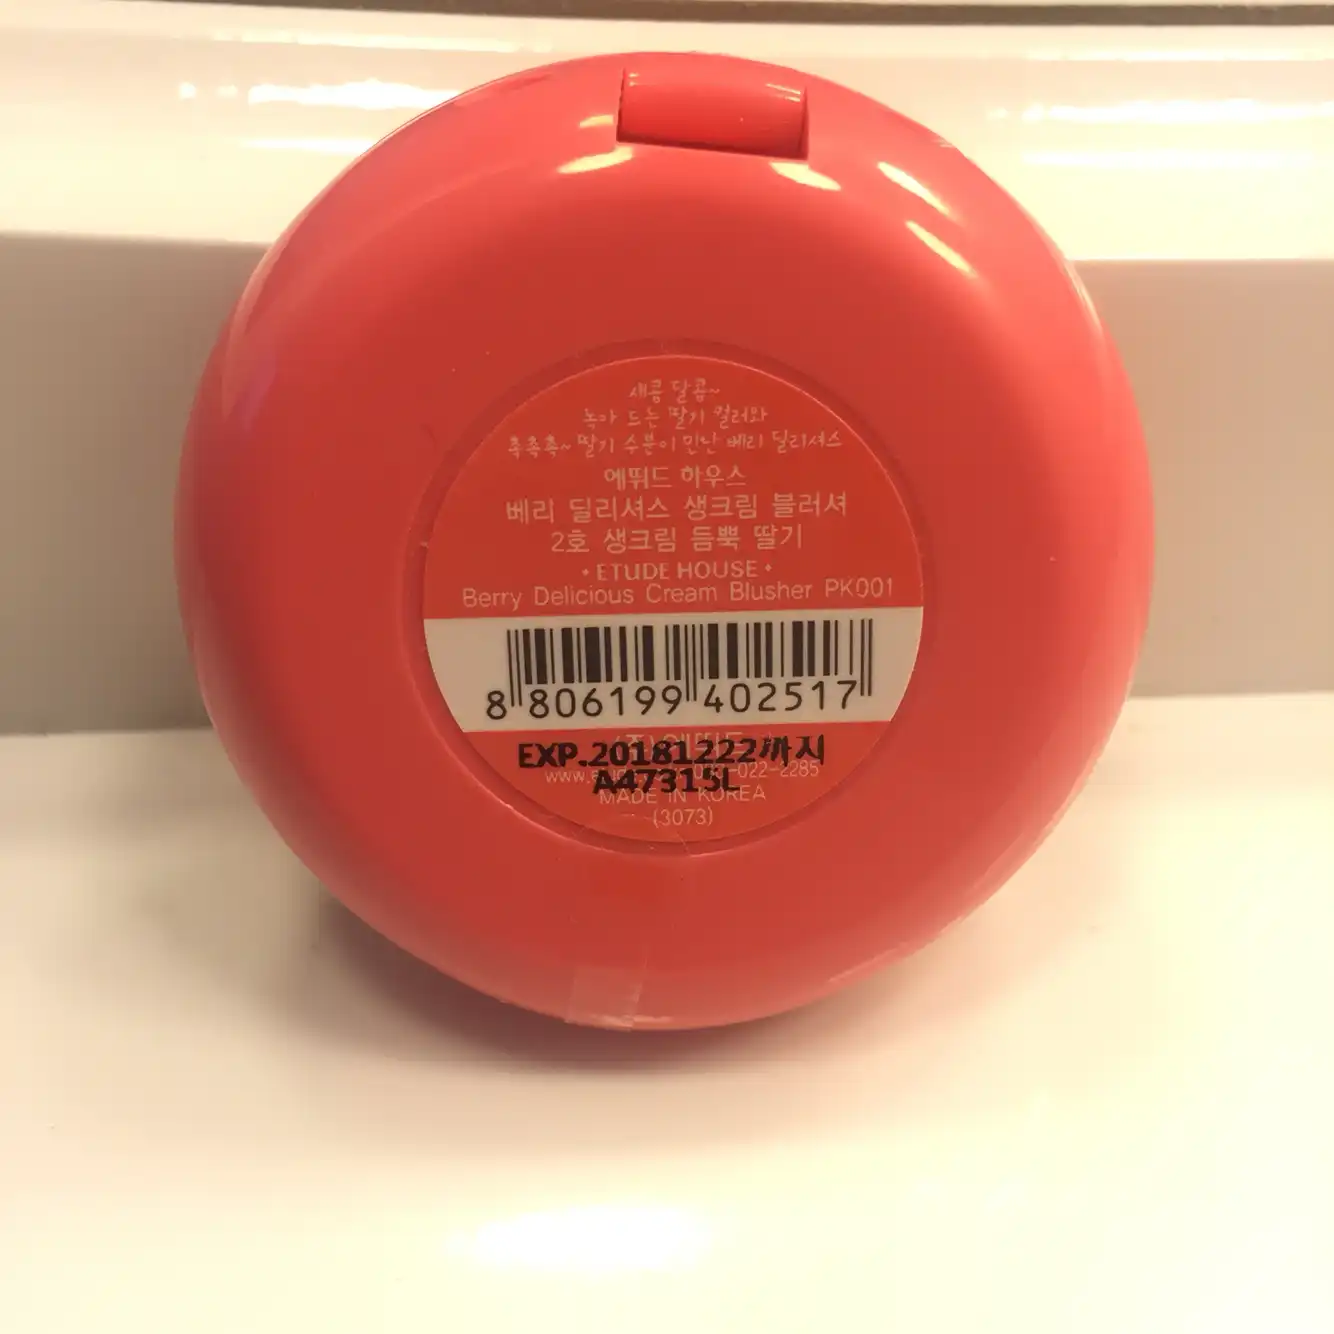 새콤 달콤~
녹아 드는 딸기 컬러와
촉촉촉~ 딸기 수분이 만난 베리 딜리셔스
에뛰드 하우스
베리 딜리셔스 생크림 블러셔
2호 생크림 듬뿍 딸기
• ETUDE HOUSE •
Berry Delicious Cream Blusher PK001
8 806199 402517
EXP.20181222까지
A47315L
MADE IN KOREA
(3073)